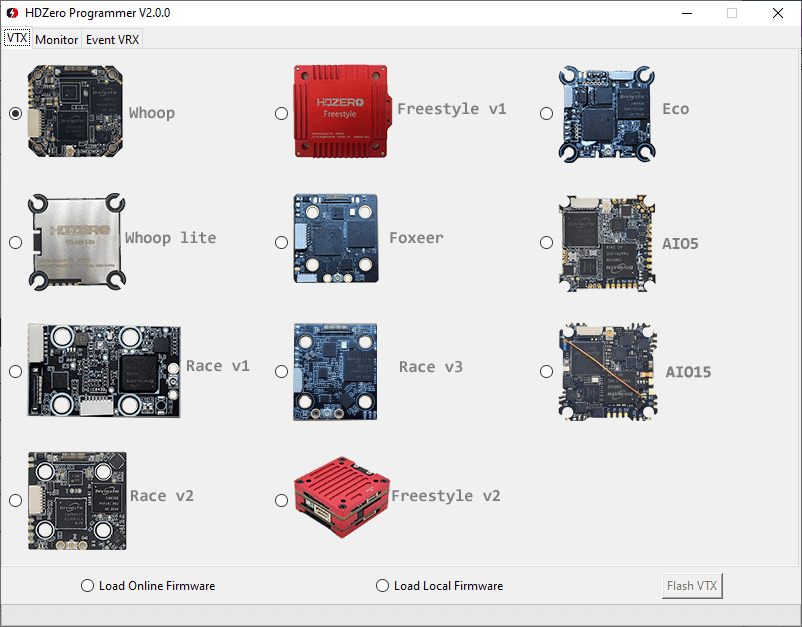 HDZero Programmer V2.0.0
VTX Monitor Event VRX
Whoop
HDZERO
Freestyle
Freestyle v1
Eco
HDZERO
Whoop lite
Foxeer
AIO5
Race v1
Race v3
AIO15
Race v2
Freestyle v2
Load Online Firmware
Load Local Firmware
Flash VTX